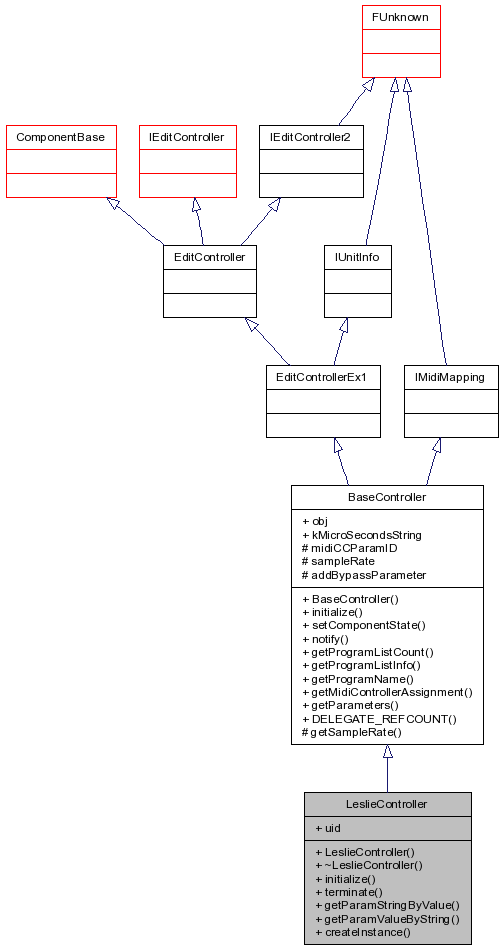 FUnknown
ComponentBase
IEditController
IEditController2
EditController
IUnitInfo
EditControllerEx1
IMidiMapping
BaseController
+ obj
+ kMicroSecondsString
# midiCCParamID
# sampleRate
# addBypassParameter
+ BaseController()
+ initialize()
+ setComponentState()
+ notify()
+ getProgramListCount()
+ getProgramListInfo()
+ getProgramName()
+ getMidiControllerAssignment()
+ getParameters()
+ DELEGATE_REFCOUNT()
# getSampleRate()
LeslieController
+ uid
+ LeslieController()
+ ~LeslieController()
+ initialize()
+ terminate()
+ getParamStringByValue()
+ getParamValueByString()
+ createInstance()